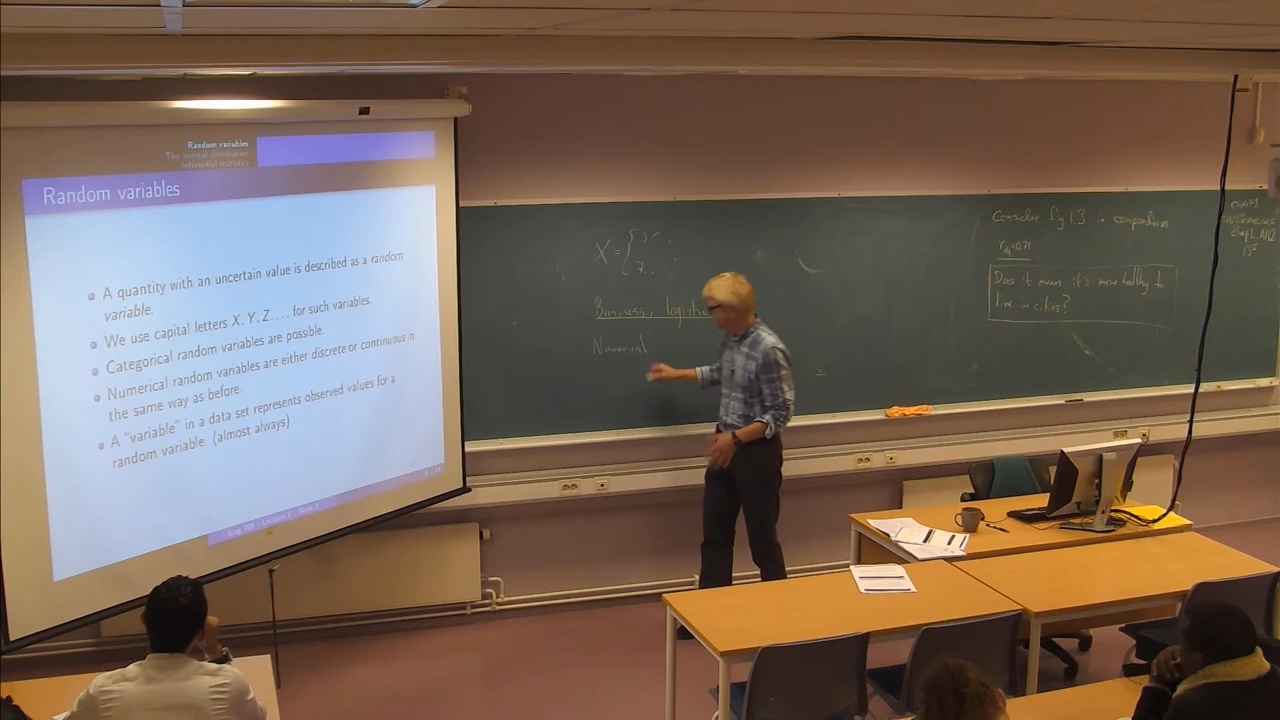 Random variables
The normal distribution
Inferential statistics
Random variables
A quantity with an uncertain value is described as a random
variable.
We use capital letters X, Y, Z, ... for such variables.
Categorical random variables are possible.
Numerical random variables are either discrete or continuous in
the same way as before.
A "variable" in a data set represents observed values for a
random variable. (almost always)
X = {
Business, logistic
Numerical
Consider fig 1.3 in compendium
Does it mean it's more healthy to
live in cities?